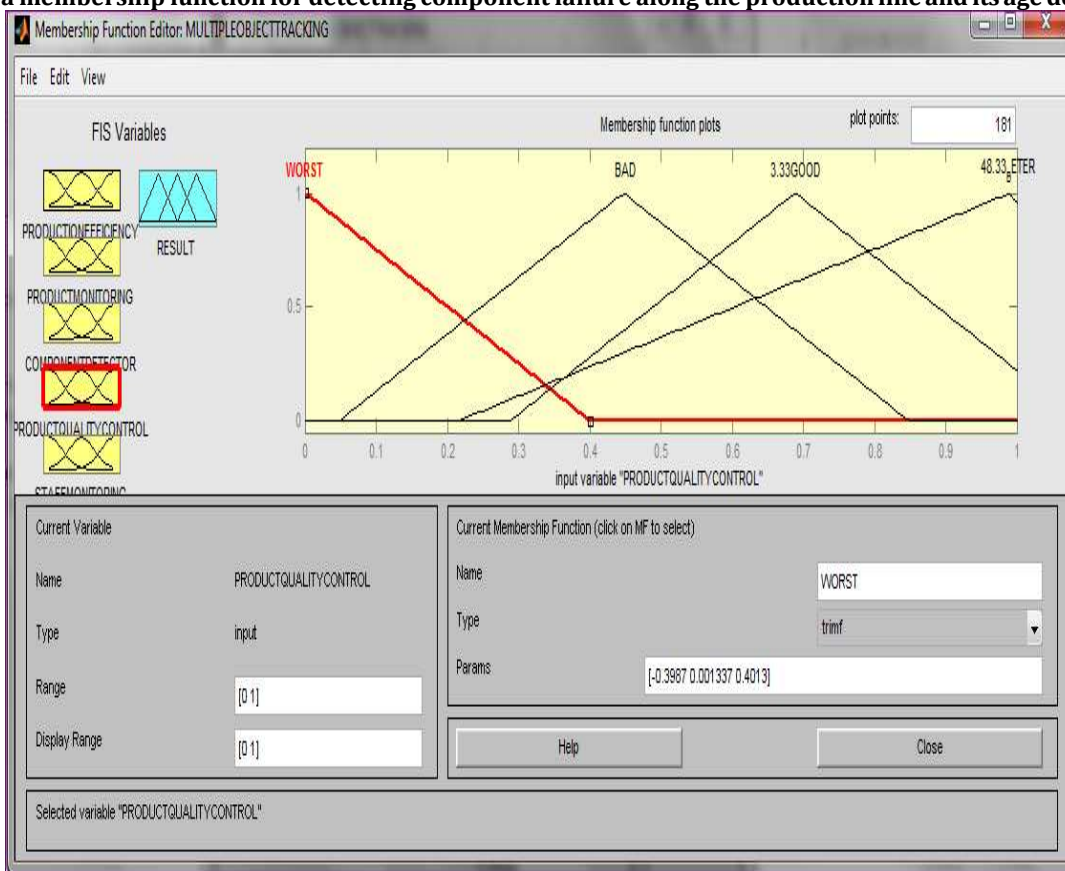 a membership function for detecting component failure along the production line and its age
Membership Function Editor: MULTIPLEOBJECTTRACKING
File Edit View
FIS Variables
Membership function plots
plot points:
181
PRODUCTIONEFFICIENCY
RESULT
PRODUCTMONITORING
COMPONENTDETECTOR
PRODUCTQUALITYCONTROL
STAFFMONITORING
WORST
BAD
3.33GOOD
48.33
ETER
1
0.5
0
0 0.1 0.2 0.3 0.4 0.5 0.6 0.7 0.8 0.9 1
input variable "PRODUCTQUALITYCONTROL"
Current Variable
Name PRODUCTQUALITYCONTROL
Type input
Range [0 1]
Display Range [0 1]
Current Membership Function (click on MF to select)
Name WORST
Type trimf
Params [-0.3987 0.001337 0.4013]
Help Close
Selected variable "PRODUCTQUALITYCONTROL"